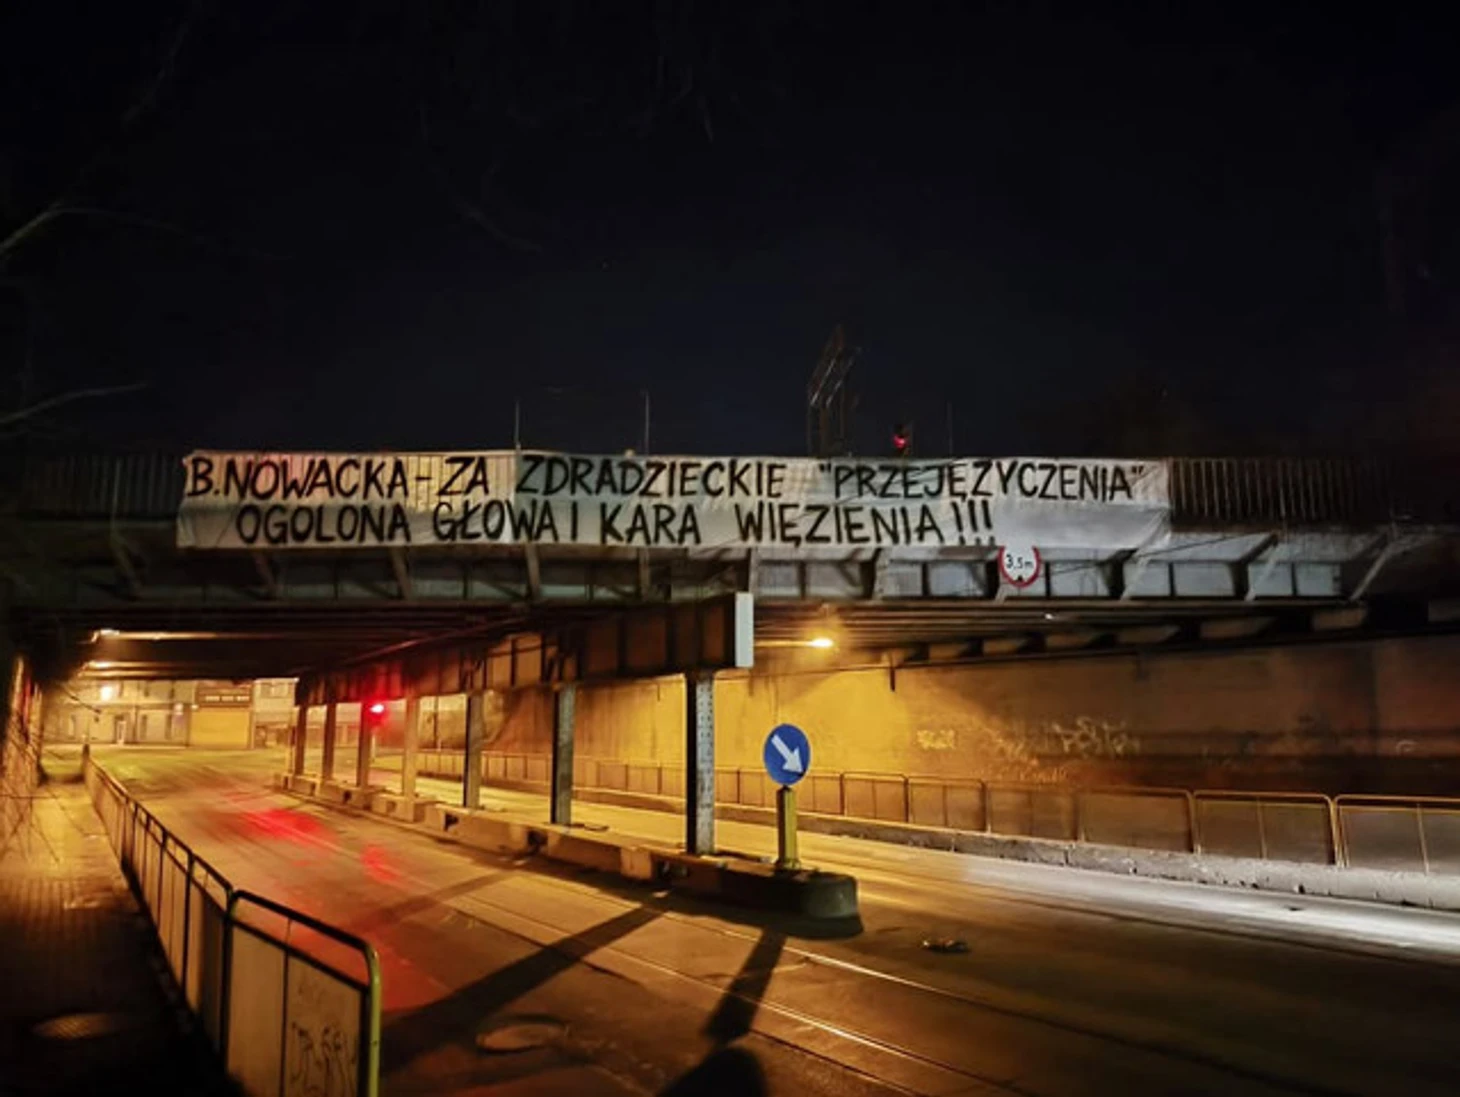 B.NOWACKA-ZA ZDRADZIECKIE "PRZEJĘZYCZENIA"
OGOLONA GŁOWA I KARA WIĘZIENIA!!!
3,5m